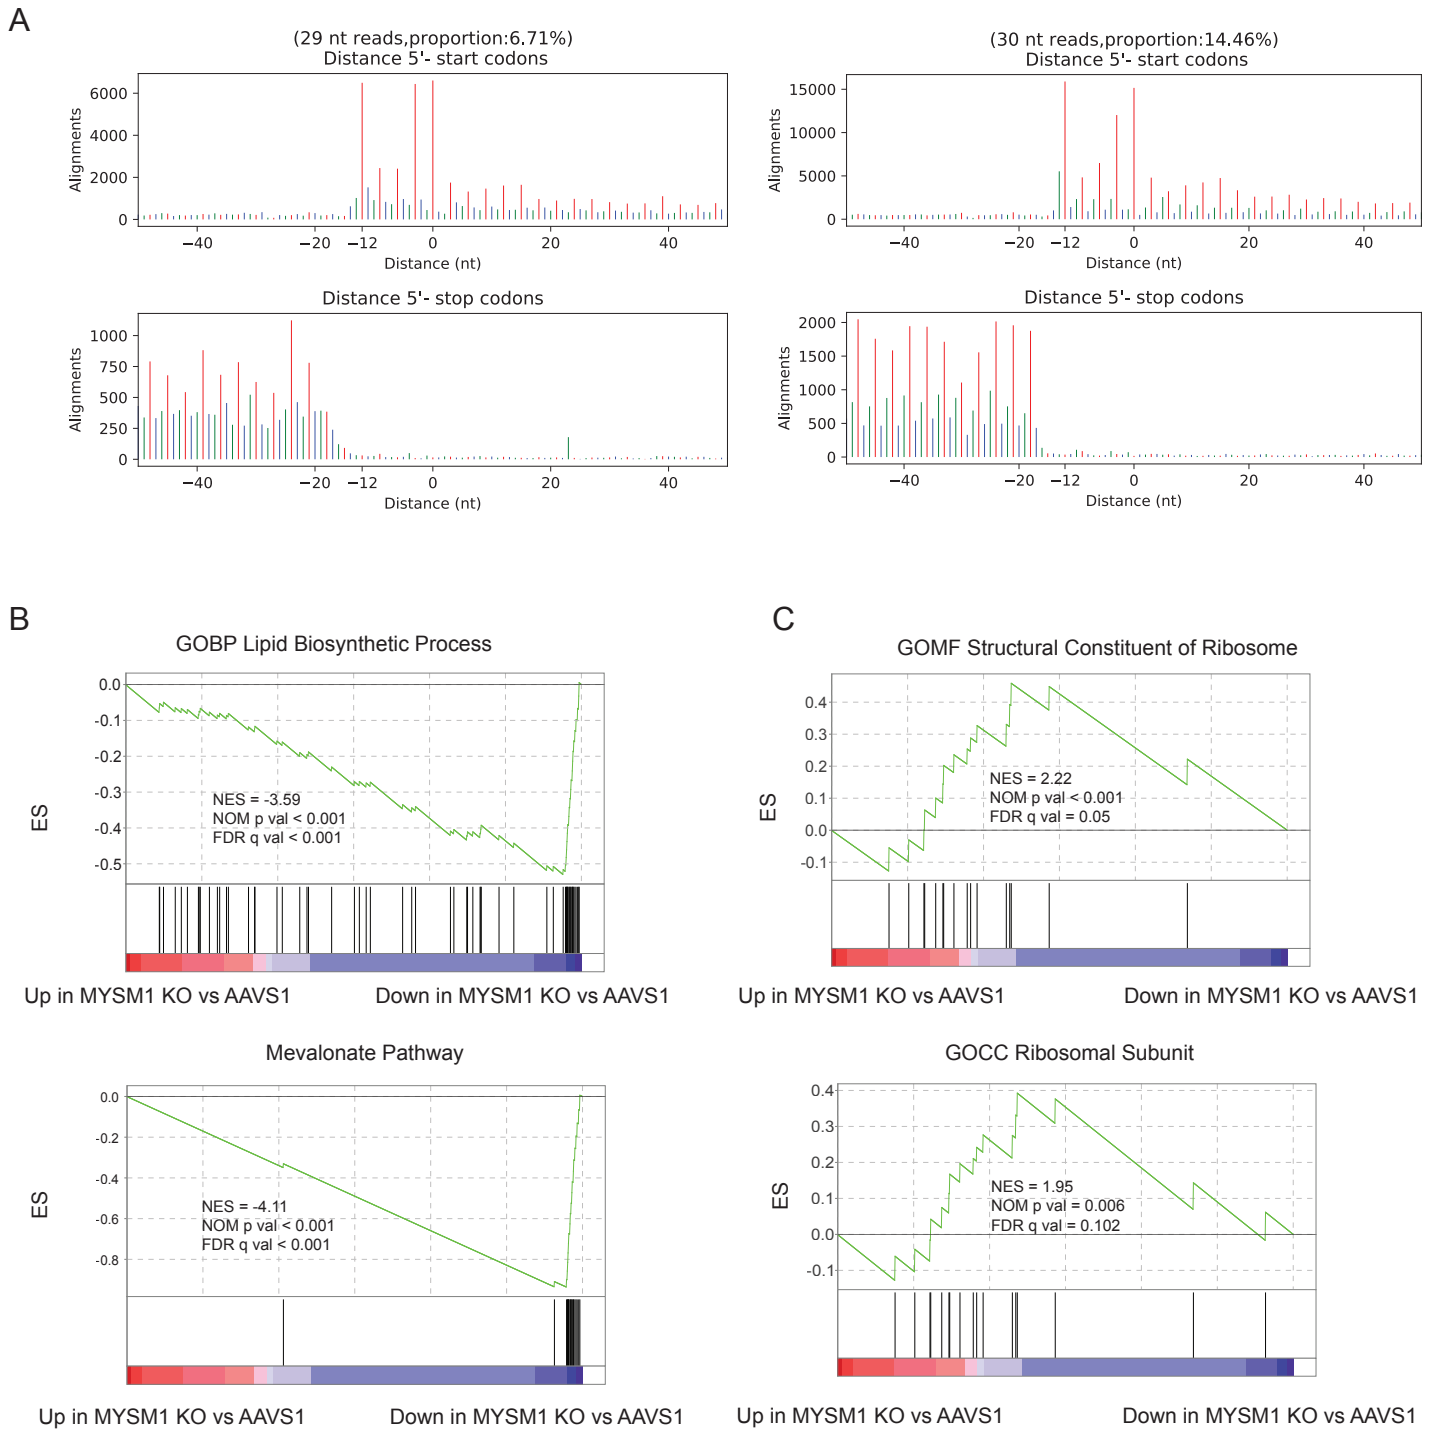 A
(29 nt reads,proportion:6.71%)
Distance 5'- start codons
Alignments
6000
4000
2000
0
−40
−20
−12
0
20
40
Distance (nt)
Distance 5'- stop codons
Alignments
1000
750
500
250
0
−40
−20
−12
0
20
40
Distance (nt)
(30 nt reads,proportion:14.46%)
Distance 5'- start codons
Alignments
15000
10000
5000
0
−40
−20
−12
0
20
40
Distance (nt)
Distance 5'- stop codons
Alignments
2000
1500
1000
500
0
−40
−20
−12
0
20
40
Distance (nt)
B
GOBP Lipid Biosynthetic Process
ES
0.0
-0.1
-0.2
-0.3
-0.4
-0.5
NES = -3.59
NOM p val < 0.001
FDR q val < 0.001
Up in MYSM1 KO vs AAVS1
Down in MYSM1 KO vs AAVS1
Mevalonate Pathway
ES
0.0
-0.2
-0.4
-0.6
-0.8
NES = -4.11
NOM p val < 0.001
FDR q val < 0.001
Up in MYSM1 KO vs AAVS1
Down in MYSM1 KO vs AAVS1
C
GOMF Structural Constituent of Ribosome
ES
0.4
0.3
0.2
0.1
0.0
-0.1
NES = 2.22
NOM p val < 0.001
FDR q val = 0.05
Up in MYSM1 KO vs AAVS1
Down in MYSM1 KO vs AAVS1
GOCC Ribosomal Subunit
ES
0.4
0.3
0.2
0.1
0.0
-0.1
NES = 1.95
NOM p val = 0.006
FDR q val = 0.102
Up in MYSM1 KO vs AAVS1
Down in MYSM1 KO vs AAVS1